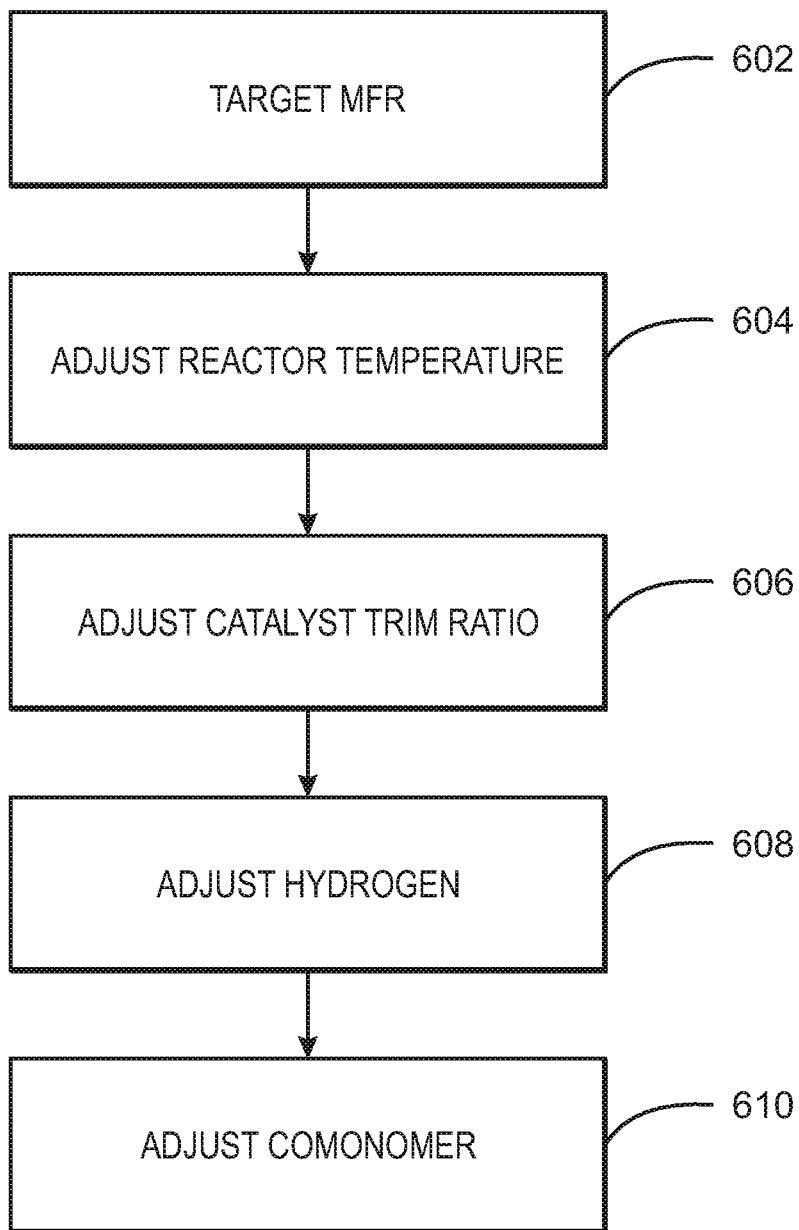 TARGET MFR
602
ADJUST REACTOR TEMPERATURE
604
ADJUST CATALYST TRIM RATIO
606
ADJUST HYDROGEN
608
ADJUST COMONOMER
610